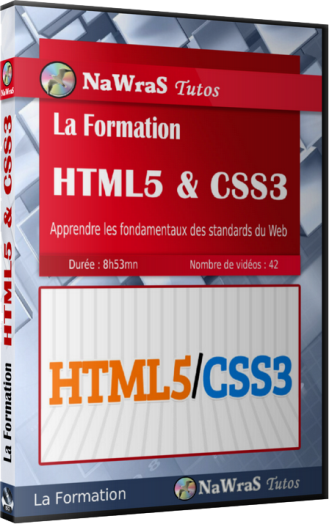 NaWraS Tutos
La Formation
HTML5 & CSS3
Apprendre les fondamentaux des standards du Web
Durée : 8h53mn
Nombre de vidéos : 42
HTML5/CSS3
La Formation
NaWraS Tutos
NaWraS
La Formation HTML5 & CSS3